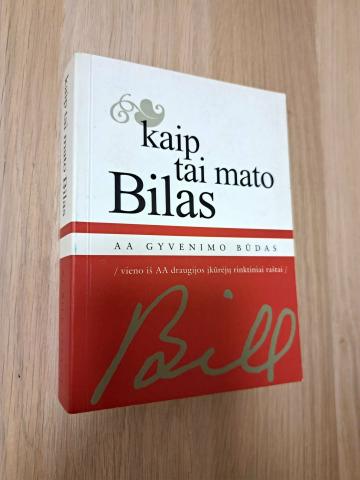 kaip
tai mato
Bilas
AA GYVENIMO BŪDAS
/ vieno iš AA draugijos įkūrėjų rinktiniai raštai /
Bill
kaip tai mato Bilas